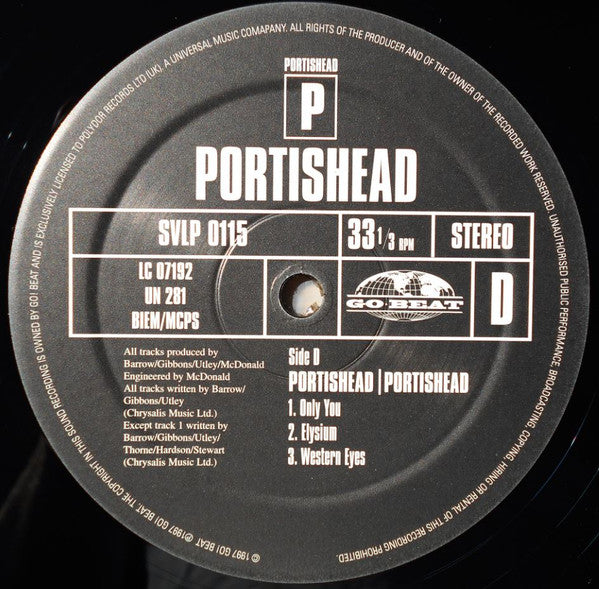 PORTISHEAD
P
PORTISHEAD
SVLP 0115
33 1/3 RPM
STEREO
LC 07192
UN 281
BIEM/MCPS
GO·BEAT
D
All tracks produced by
Barrow/Gibbons/Utley/McDonald
Engineered by McDonald
All tracks written by Barrow/
Gibbons/Utley
(Chrysalis Music Ltd.)
Except track 1 written by
Barrow/Gibbons/Utley/
Thorne/Hardson/Stewart
(Chrysalis Music Ltd.)
Side D
PORTISHEAD | PORTISHEAD
1. Only You
2. Elysium
3. Western Eyes
© 1997 GO! BEAT ℗ 1997 GO! BEAT THE COPYRIGHT IN THIS SOUND RECORDING IS OWNED BY GO! BEAT AND IS EXCLUSIVELY LICENSED TO POLYDOR RECORDS LTD (UK). A UNIVERSAL MUSIC COMAPANY. ALL RIGHTS OF THE PRODUCER AND OF THE OWNER OF THE RECORDED WORK RESERVED. UNAUTHORISED PUBLIC PERFORMANCE, BROADCASTING, COPYING, HIRING OR RENTAL OF THIS RECORDING PROHIBITED.